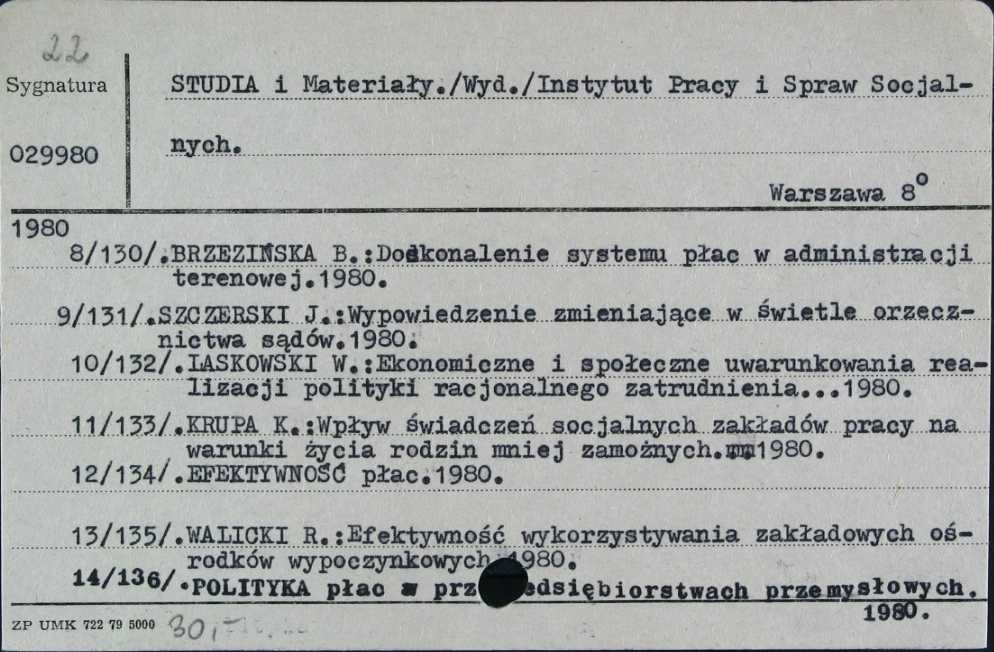 22
Sygnatura
029980
STUDIA i Materiały./Wyd./Instytut Pracy i Spraw Socjal-
nych.
Warszawa 8°
1980
8/130/.BRZEZIŃSKA B.:Doskonalenie systemu płac w administracji
terenowej.1980.
9/131/.SZCZERSKI J.:Wypowiedzenie zmieniające w świetle orzecz-
nictwa sądów.1980.
10/132/.LASKOWSKI W.:Ekonomiczne i społeczne uwarunkowania rea-
lizacji polityki racjonalnego zatrudnienia...1980.
11/133/.KRUPA K.:Wpływ świadczeń socjalnych zakładów pracy na
warunki życia rodzin mniej zamożnych.1980.
12/134/.EFEKTYWNOŚĆ płac.1980.
13/135/.WALICKI R.:Efektywność wykorzystywania zakładowych oś-
rodków wypoczynkowych 1980.
14/136/.POLITYKA płac w prz edsiębiorstwach przemysłowych.
1980.
ZP UMK 722 79 5000
30,-